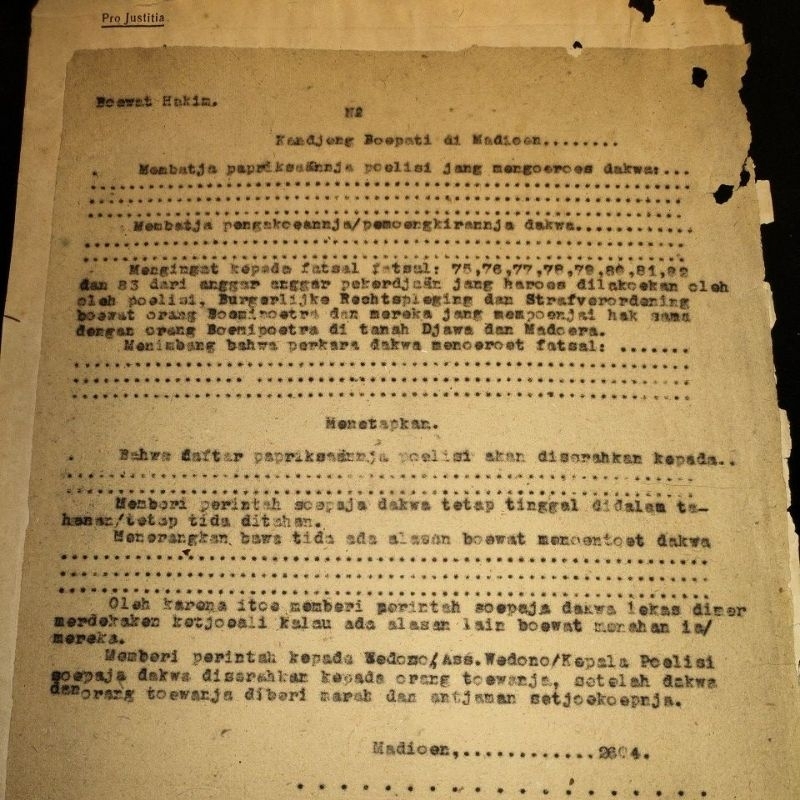 Pro Justitia
Boewat Hakim.
N2
Kandjeng Boepati di Madioen........
Membatja papriksaännja poelisi jang mengoeroes dakwa:...
Membatja pengakoeannja/pemoengkirannja dakwa............
Mengingat kepada fatsal fatsal: 75,76,77,78,79,80,81,82
dan 83 dari anggar anggar pekerdjaän jang haroes dilakoekan oleh
oleh poelisi, Burgerlijke Rechtspleging dan Strafverordening
boewat orang Boemipoetra dan mereka jang mempoenjai hak sama
dengan orang Boemipoetra di tanah Djawa dan Madoera.
Menimbang bahwa perkara dakwa menoeroet fatsal: .......
Menetapkan.
Bahwa daftar papriksaännja poelisi akan diserahkan kepada..
Memberi perintah soepaja dakwa tetap tinggal didalem ta-
hanan/tetap tida ditahan.
Menerangkan bawa tida ada alasan boewat menoentoet dakwa
Oleh karena itoe memberi perintah soepaja dakwa lekas dimer
merdekaken ketjoeali kalau ada alasan lain boewat menahan ia/
mereka.
Memberi perintah kepada Wedono/Ass.Wedono/Kepala Poelisi
soepaja dakwa diserahkan kepada orang toewanja, setelah dakwa
dan orang toewanja diberi marah dan antjaman setjoekoepnja.
Madioen,.............2604.